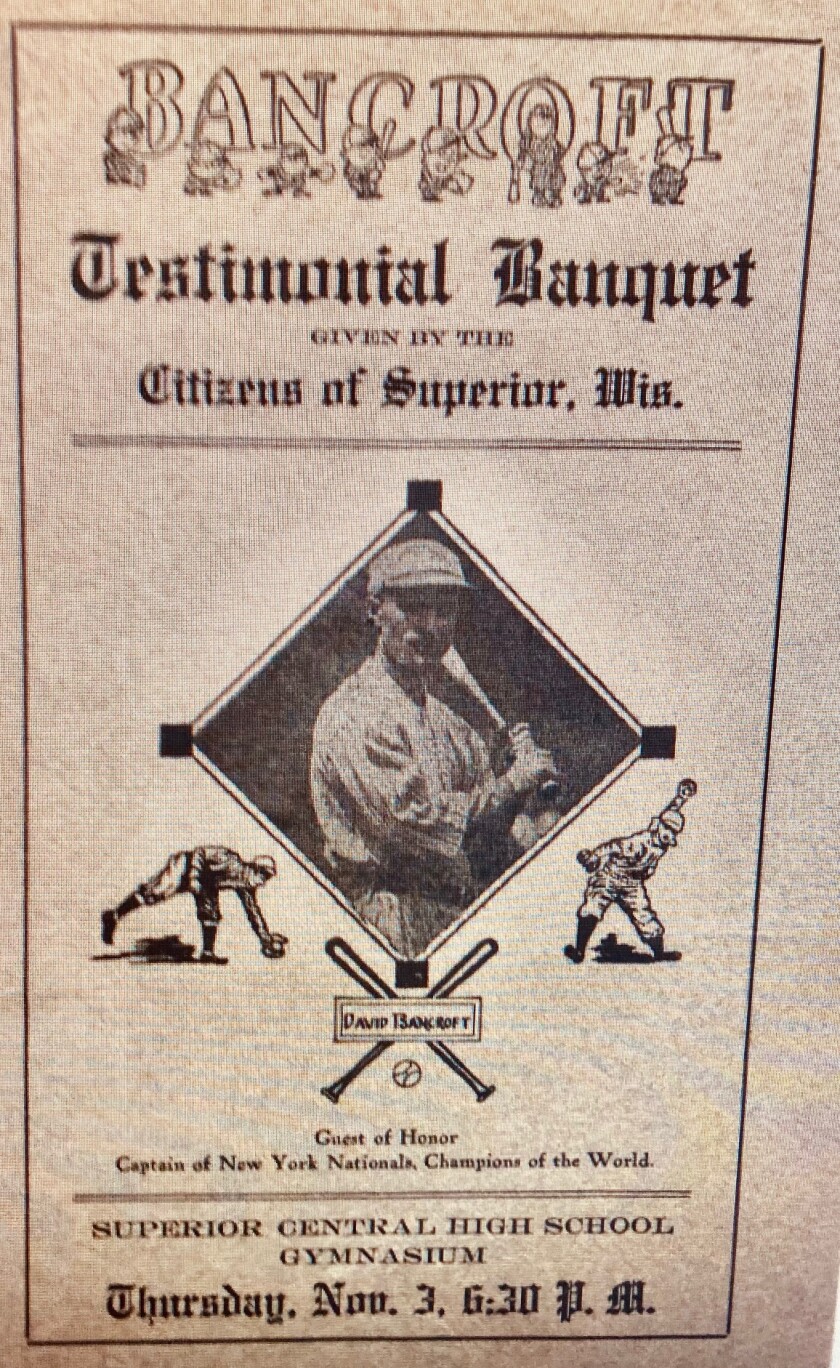 BANCROFT
Testimonial Banquet
GIVEN BY THE
Citizens of Superior, Wis.
DAVID BANCROFT
Guest of Honor
Captain of New York Nationals, Champions of the World.
SUPERIOR CENTRAL HIGH SCHOOL
GYMNASIUM
Thursday, Nov. 3, 6:30 P. M.